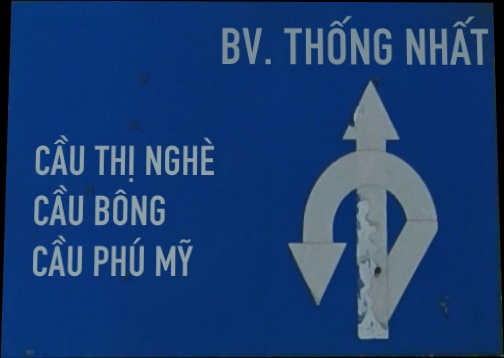 BV. THỐNG NHẤT
CẦU THỊ NGHÈ
CẦU BÔNG
CẦU PHÚ MỸ